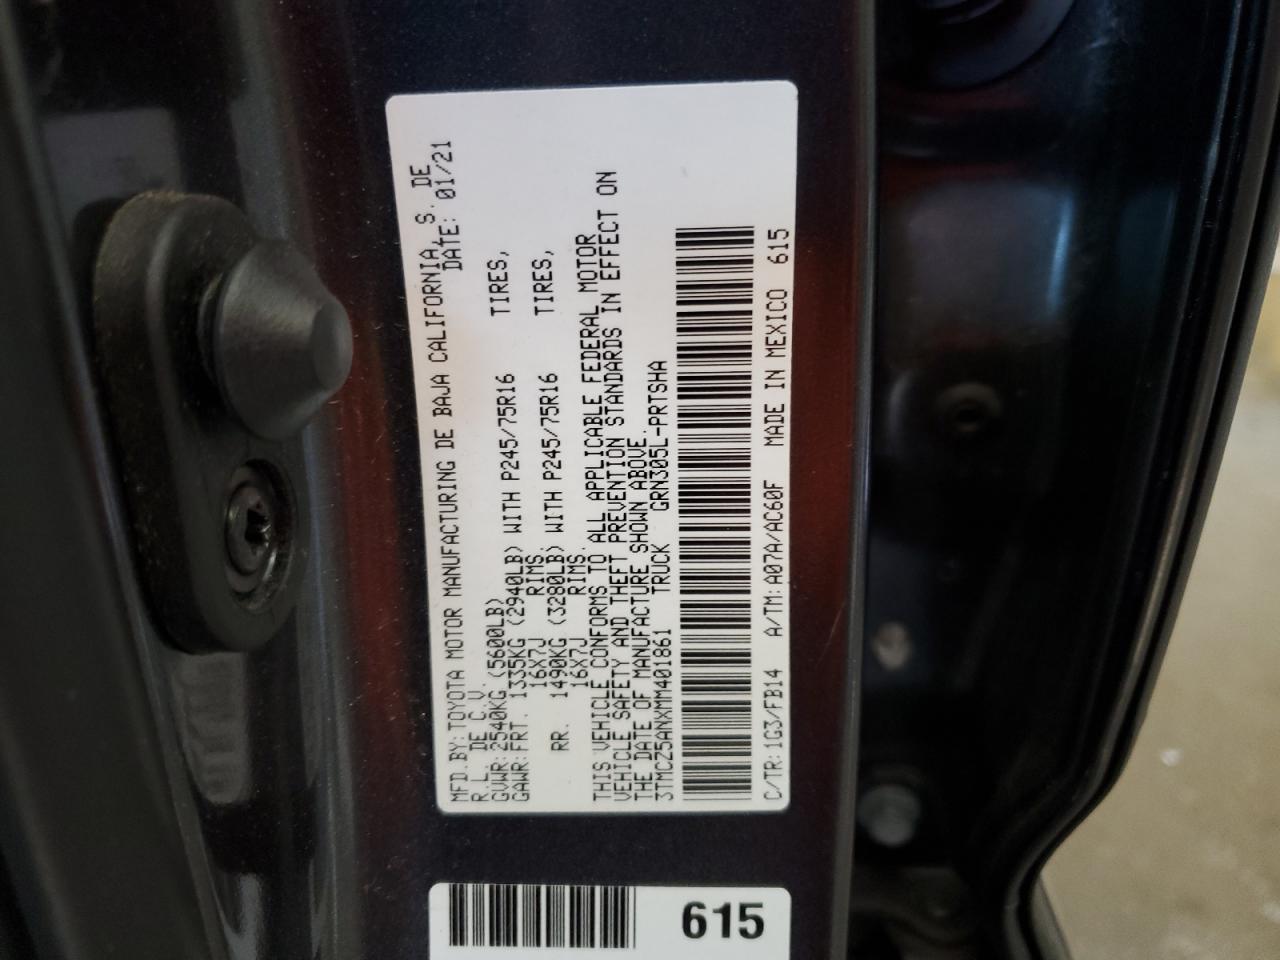 MFD.BY:TOYOTA MOTOR MANUFACTURING DE BAJA CALIFORNIA, S. DE
R.L. DE C.V. DATE: 01/21
GVWR:2540KG (5600LB)
GAWR:FRT. 1335KG (2940LB) WITH P245/75R16 TIRES,
16X7J RIMS.
RR. 1490KG (3280LB) WITH P245/75R16 TIRES,
16X7J RIMS.
THIS VEHICLE CONFORMS TO ALL APPLICABLE FEDERAL MOTOR
VEHICLE SAFETY AND THEFT PREVENTION STANDARDS IN EFFECT ON
THE DATE OF MANUFACTURE SHOWN ABOVE.
3TMCZ5ANXMM401861 TRUCK GRN305L-PRTSHA
C/TR:1G3/FB14 A/TM:A07A/AC60F MADE IN MEXICO 615
615